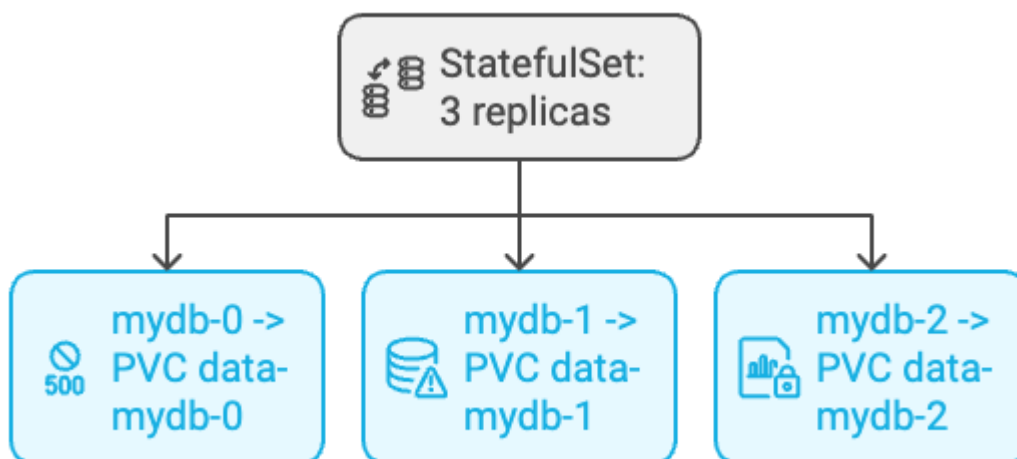 StatefulSet:
3 replicas
mydb-0 ->
PVC data-
mydb-0
500
mydb-1 ->
PVC data-
mydb-1
mydb-2 ->
PVC data-
mydb-2